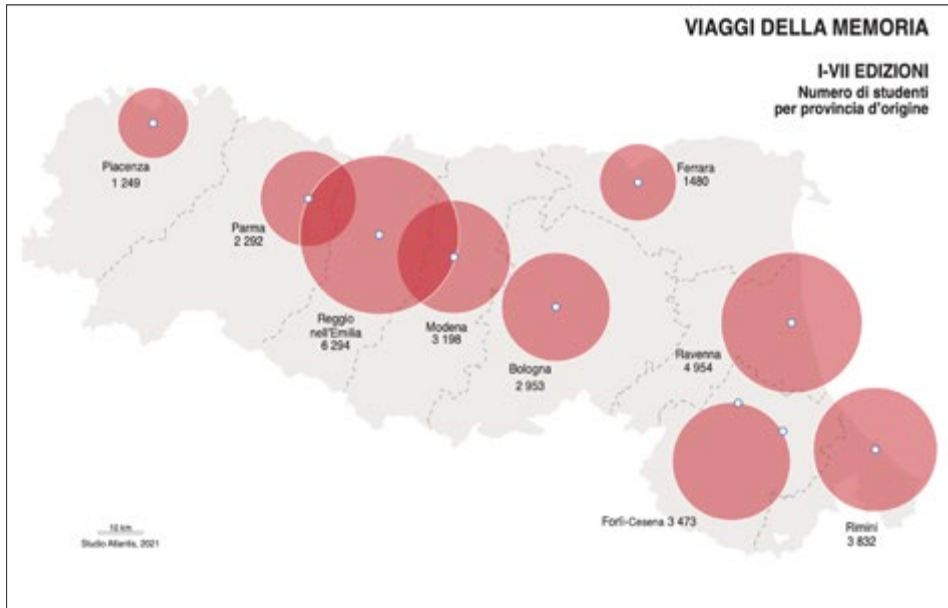 VIAGGI DELLA MEMORIA
I-VII EDIZIONI
Numero di studenti
per provincia d'origine
Piacenza
1 249
Parma
2 292
Reggio
nell'Emilia
6 294
Modena
3 198
Bologna
2 953
Ferrara
1480
Ravenna
4 954
Forlì-Cesena 3 473
Rimini
3 832
10 km
Studio Atlantis, 2021